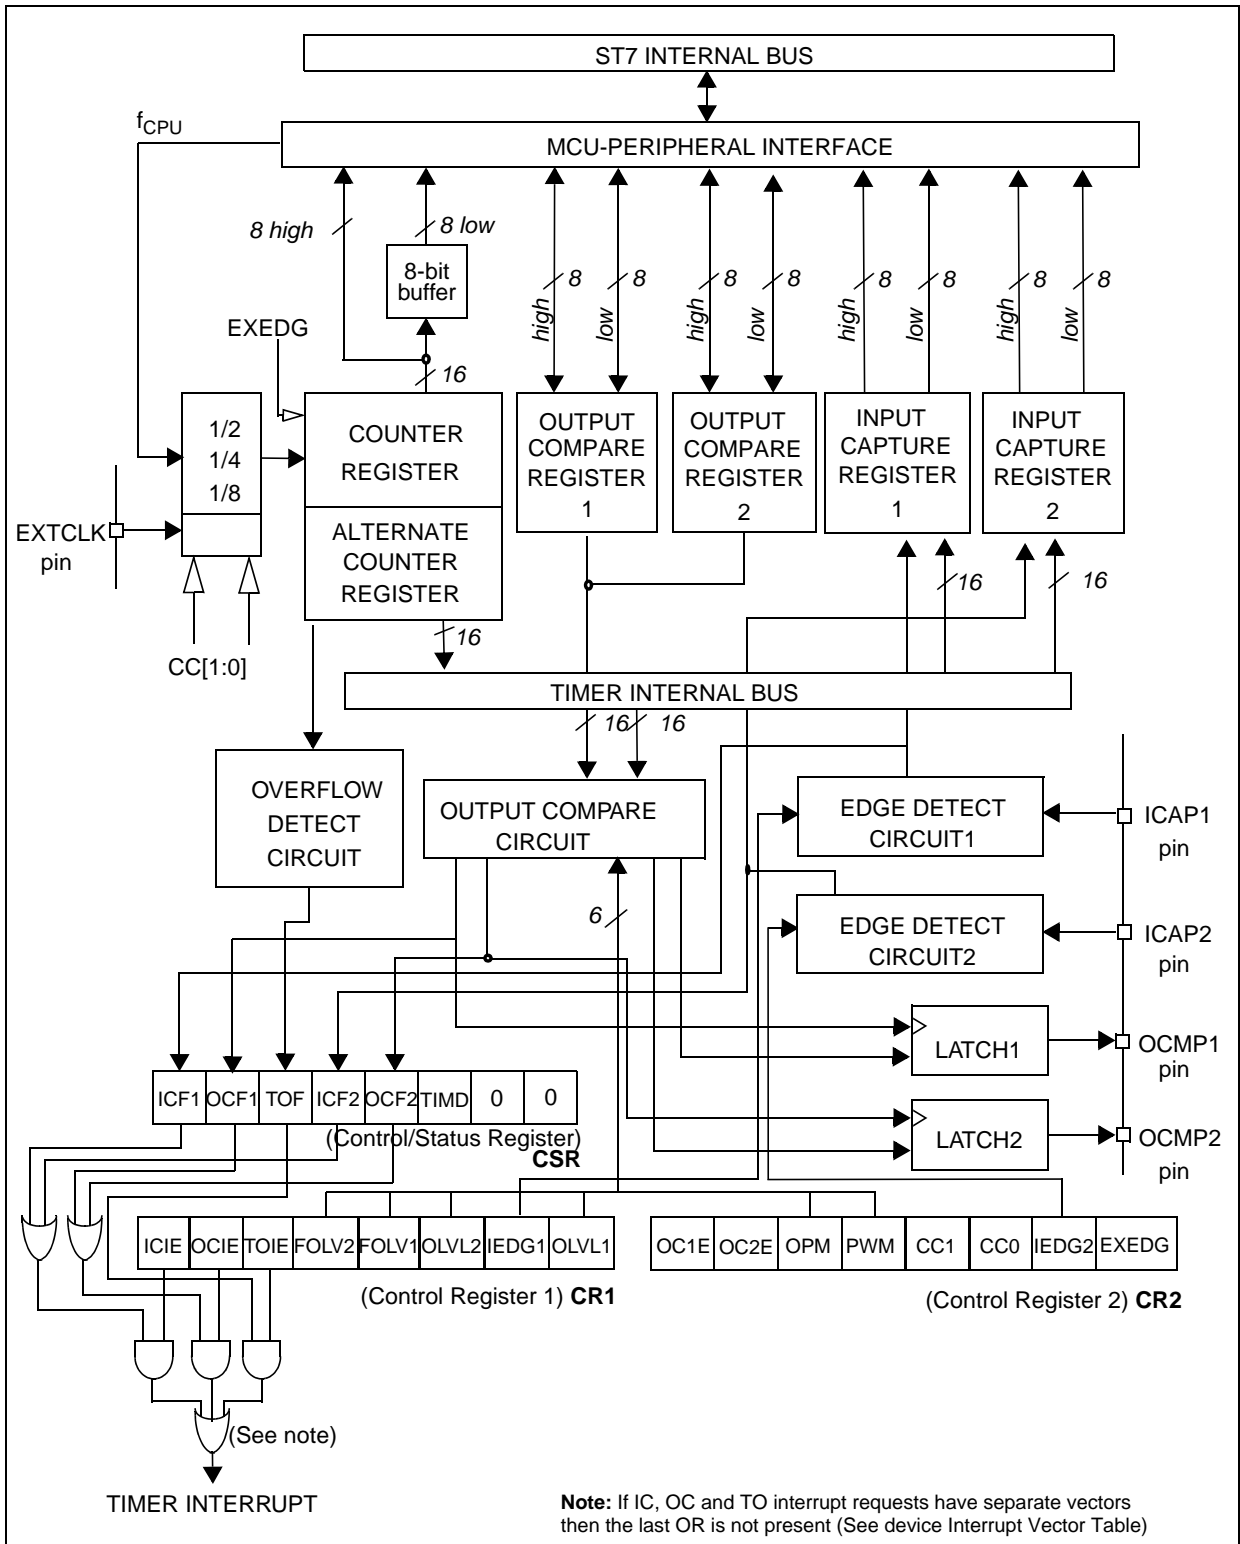 ST7 INTERNAL BUS
fCPU
MCU-PERIPHERAL INTERFACE
8 high
8 low
8-bit
buffer
EXEDG
16
high
8
low
8
high
8
low
8
high
8
low
8
high
8
low
8
1/2
1/4
1/8
COUNTER
REGISTER
ALTERNATE
COUNTER
REGISTER
OUTPUT
COMPARE
REGISTER
1
OUTPUT
COMPARE
REGISTER
2
INPUT
CAPTURE
REGISTER
1
INPUT
CAPTURE
REGISTER
2
EXTCLK
pin
CC[1:0]
16
16
16
TIMER INTERNAL BUS
16
16
OVERFLOW
DETECT
CIRCUIT
OUTPUT COMPARE
CIRCUIT
6
EDGE DETECT
CIRCUIT1
ICAP1
pin
EDGE DETECT
CIRCUIT2
ICAP2
pin
LATCH1
OCMP1
pin
LATCH2
OCMP2
pin
ICF1 OCF1 TOF ICF2 OCF2 TIMD 0 0
(Control/Status Register)
CSR
ICIE OCIE TOIE FOLV2 FOLV1 OLVL2 IEDG1 OLVL1
(Control Register 1) CR1
OC1E OC2E OPM PWM CC1 CC0 IEDG2 EXEDG
(Control Register 2) CR2
(See note)
TIMER INTERRUPT
Note: If IC, OC and TO interrupt requests have separate vectors
then the last OR is not present (See device Interrupt Vector Table)